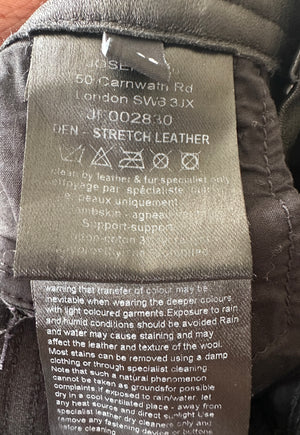 JOSEPH
50 Carnwath Rd
London SW6 3JX
JF002830
DEN - STRETCH LEATHER
clean by leather & fur specialist only
nettoyage par spécialiste
peaux uniquement
lambskin - agneau
Support-support
cotton-coton
warning that transfer of colour may be
inevitable when wearing the deeper colours
with light coloured garments. Exposure to rain
and humid conditions should be avoided Rain
and water may cause staining and may
affect the leather and texture of the wool.
Most stains can be removed using a damp
cloth or through specialist cleaning
Note that such a natural phenomenon
cannot be taken as grounds for possible
complaints if exposed to rain/water. let
dry in a cool ventilated place - away from
any heat source and direct sunlight Use
specialist leather dry cleaners only and
remove any fastening device or buttons
before cleaning